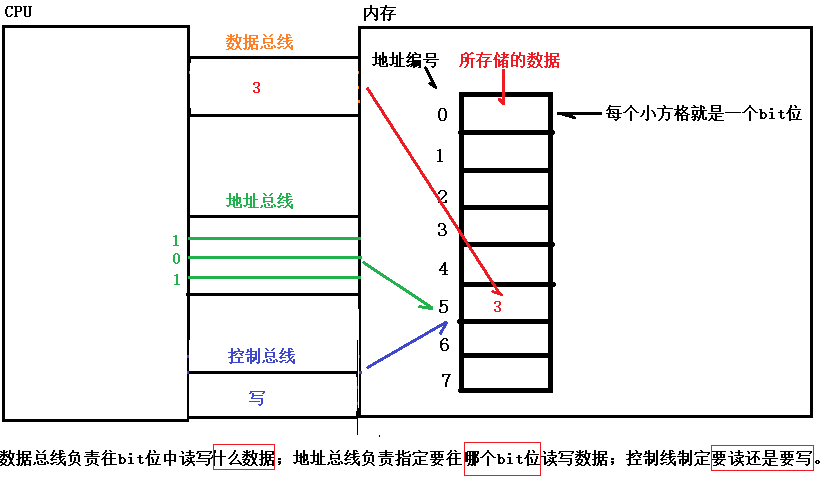 CPU
内存
数据总线
3
地址编号
所存储的数据
0
每个小方格就是一个bit位
1
2
地址总线
3
1
0
4
1
5
3
6
控制总线
7
写
数据总线负责往bit位中读写什么数据；地址总线负责指定要往哪个bit位读写数据；控制线制定要读还是要写。